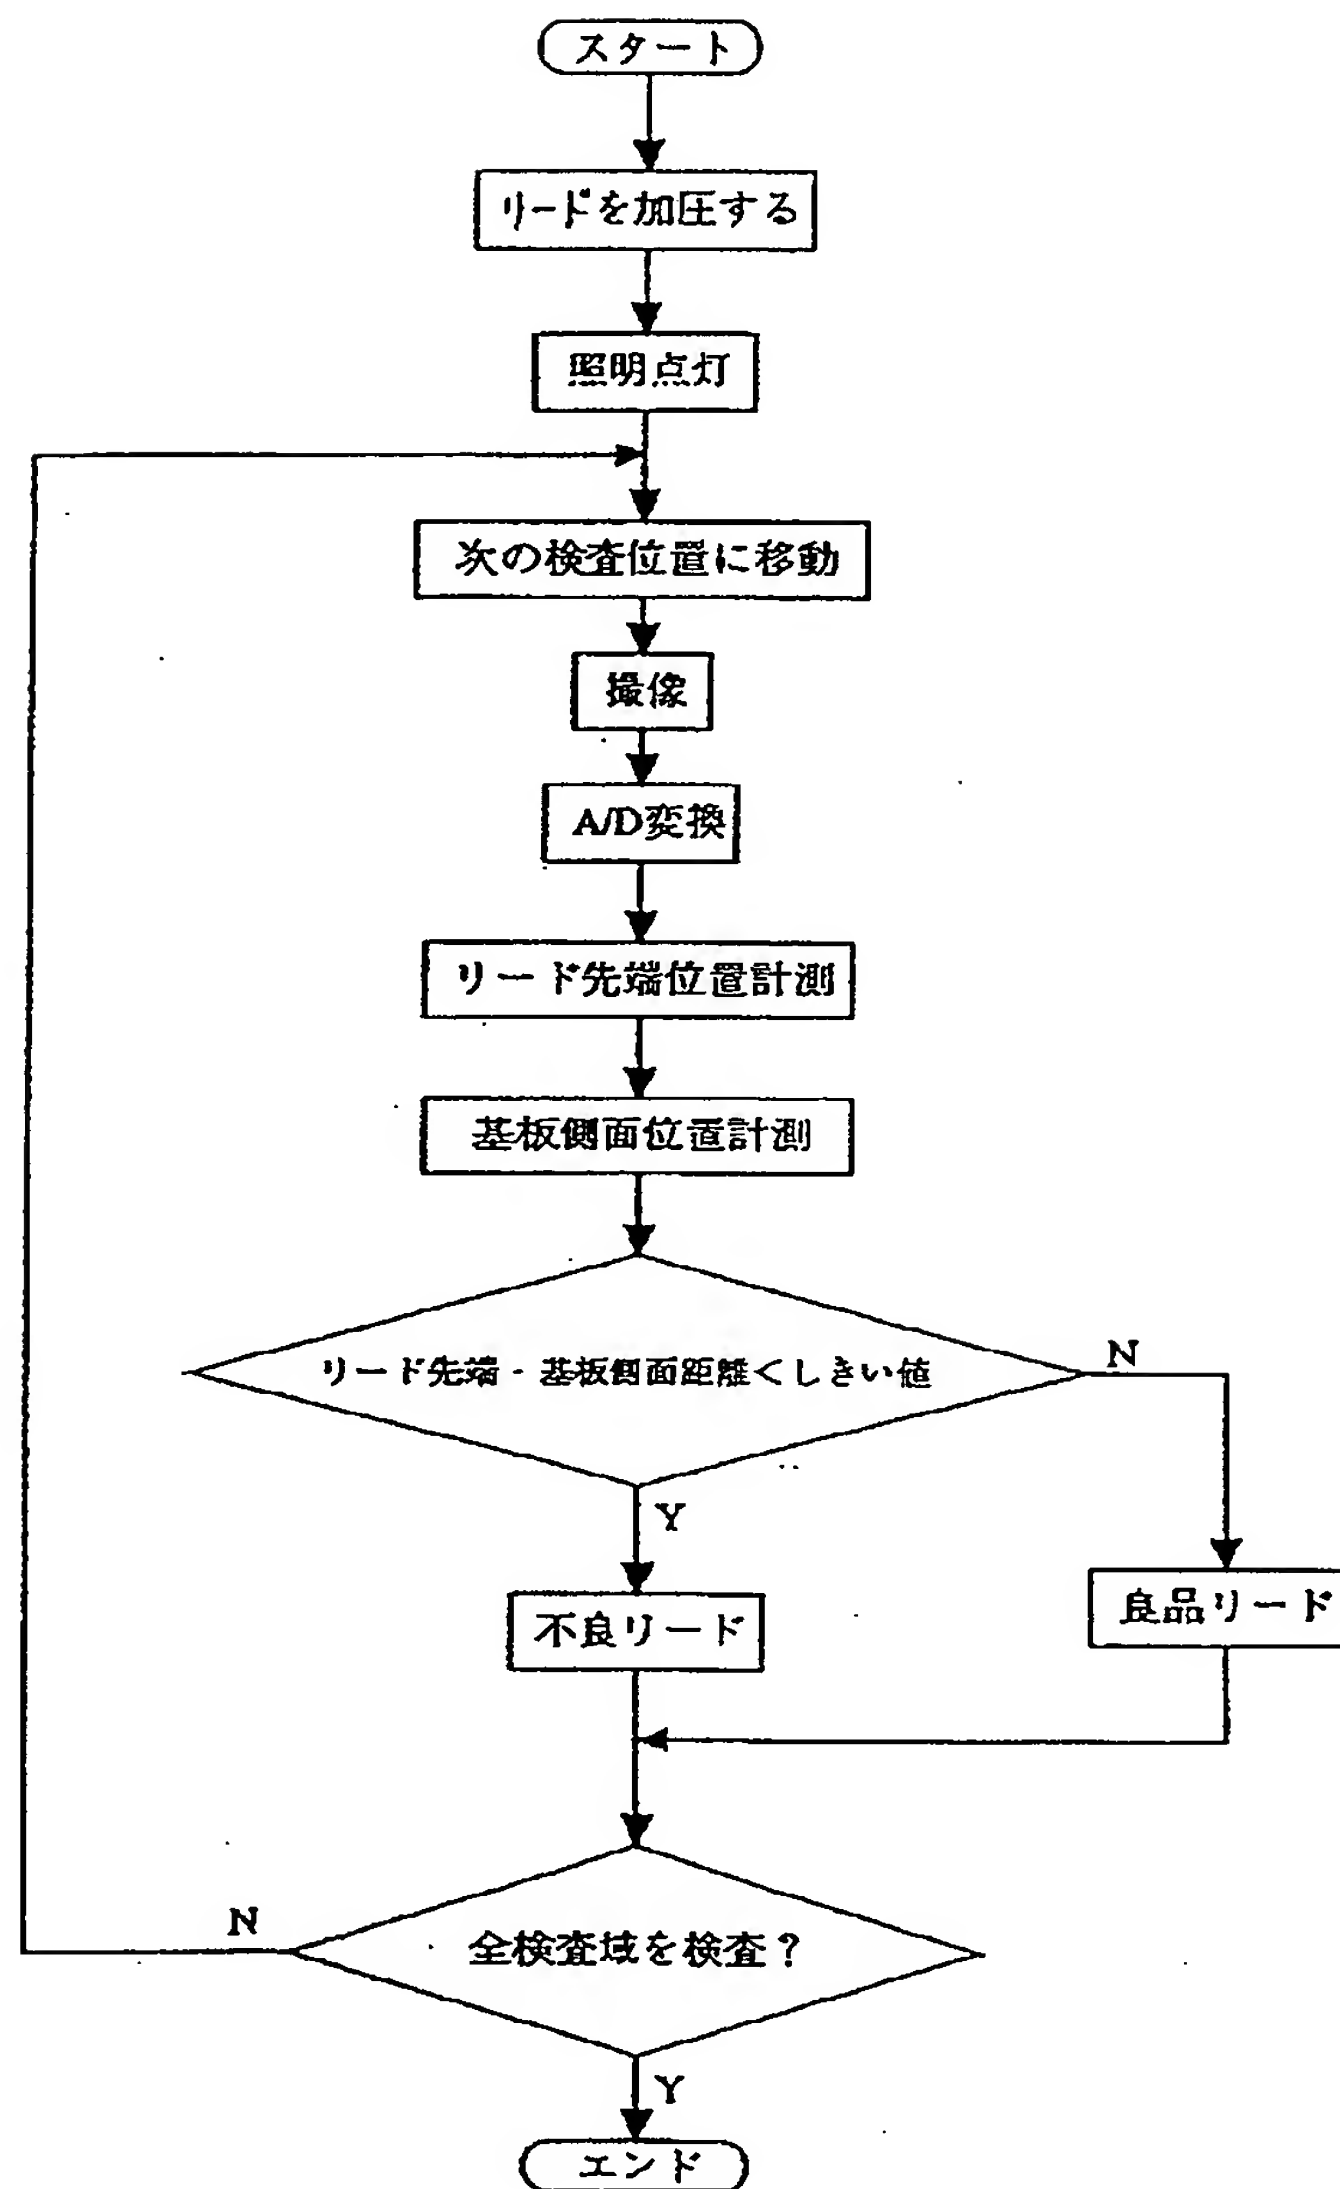 スタート
リードを加圧する
照明点灯
次の検査位置に移動
撮像
A/D変換
リード先端位置計測
基板側面位置計測
リード先端・基板側面距離<しきい値
N
Y
不良リード
良品リード
N
全検査域を検査？
Y
エンド